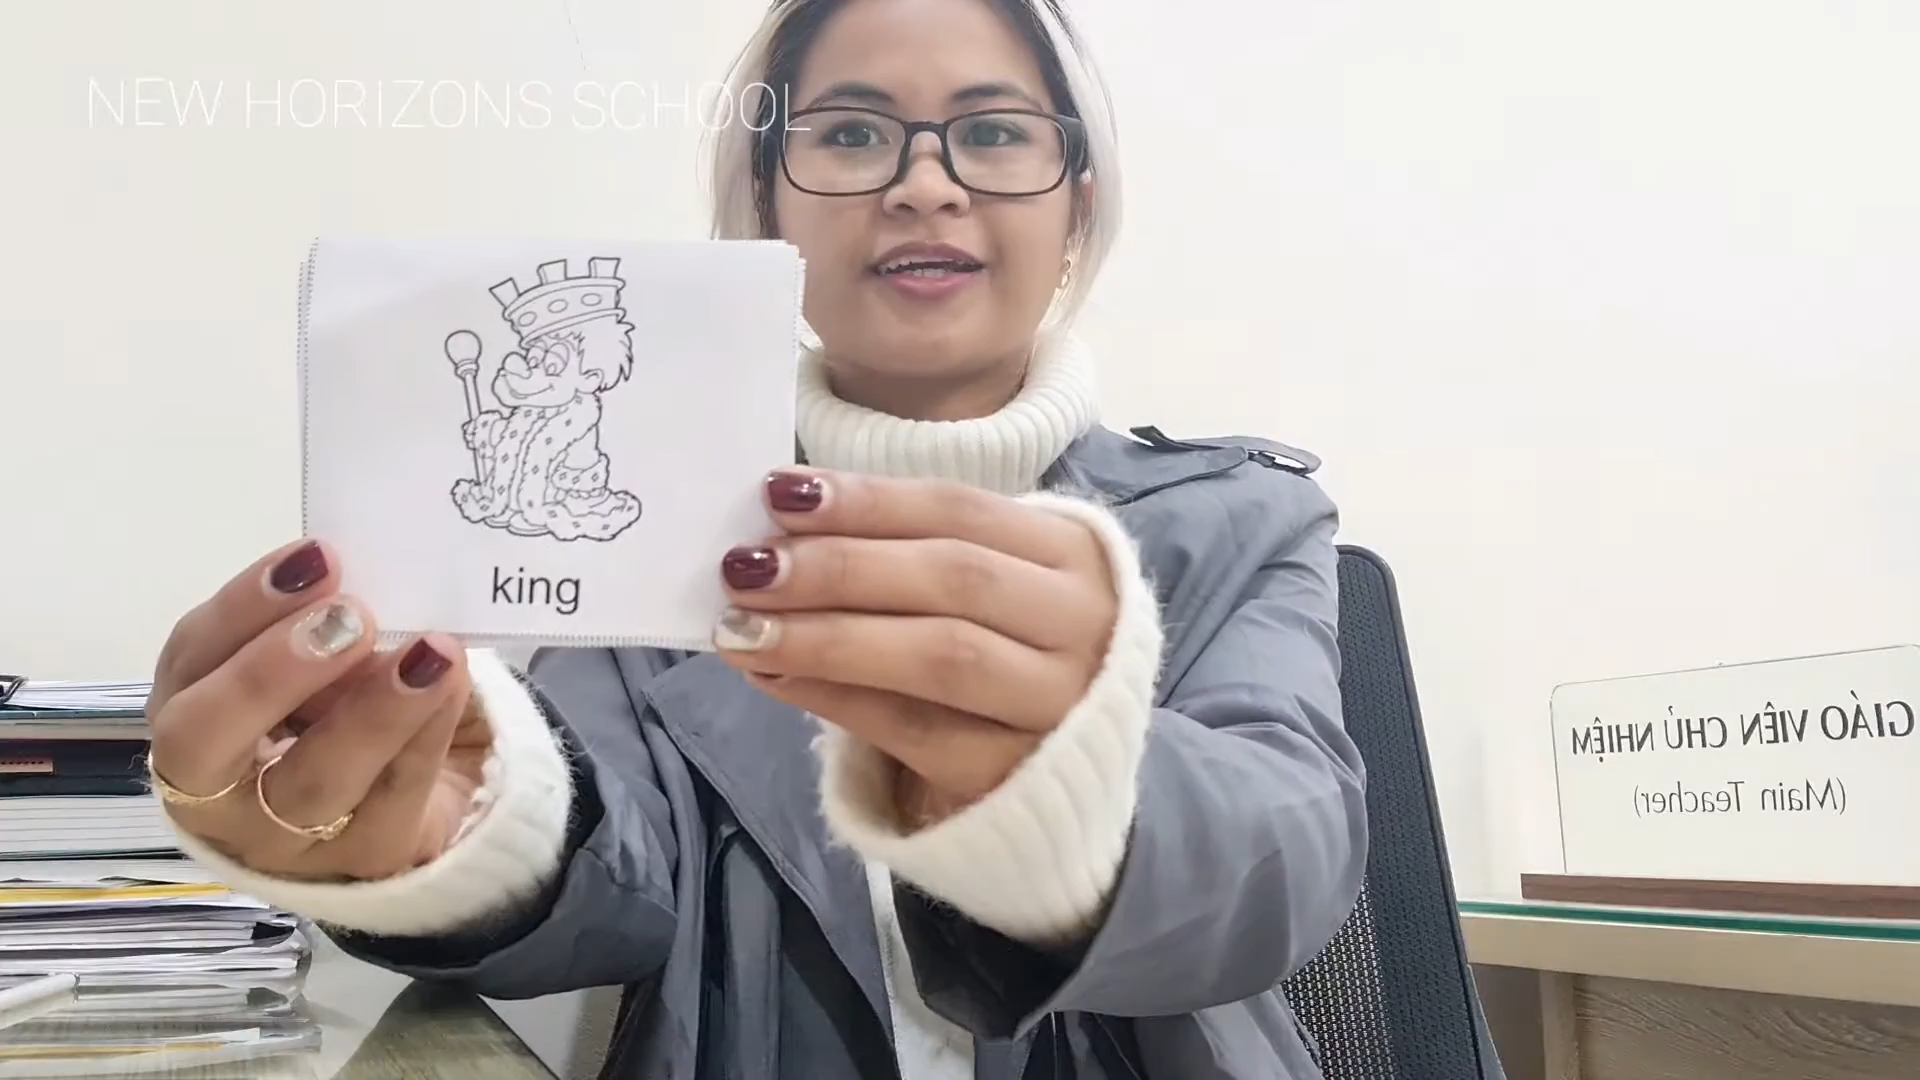 NEW HORIZONS SCHOOL
king
GIÁO VIÊN CHỦ NHIỆM
(Main Teacher)